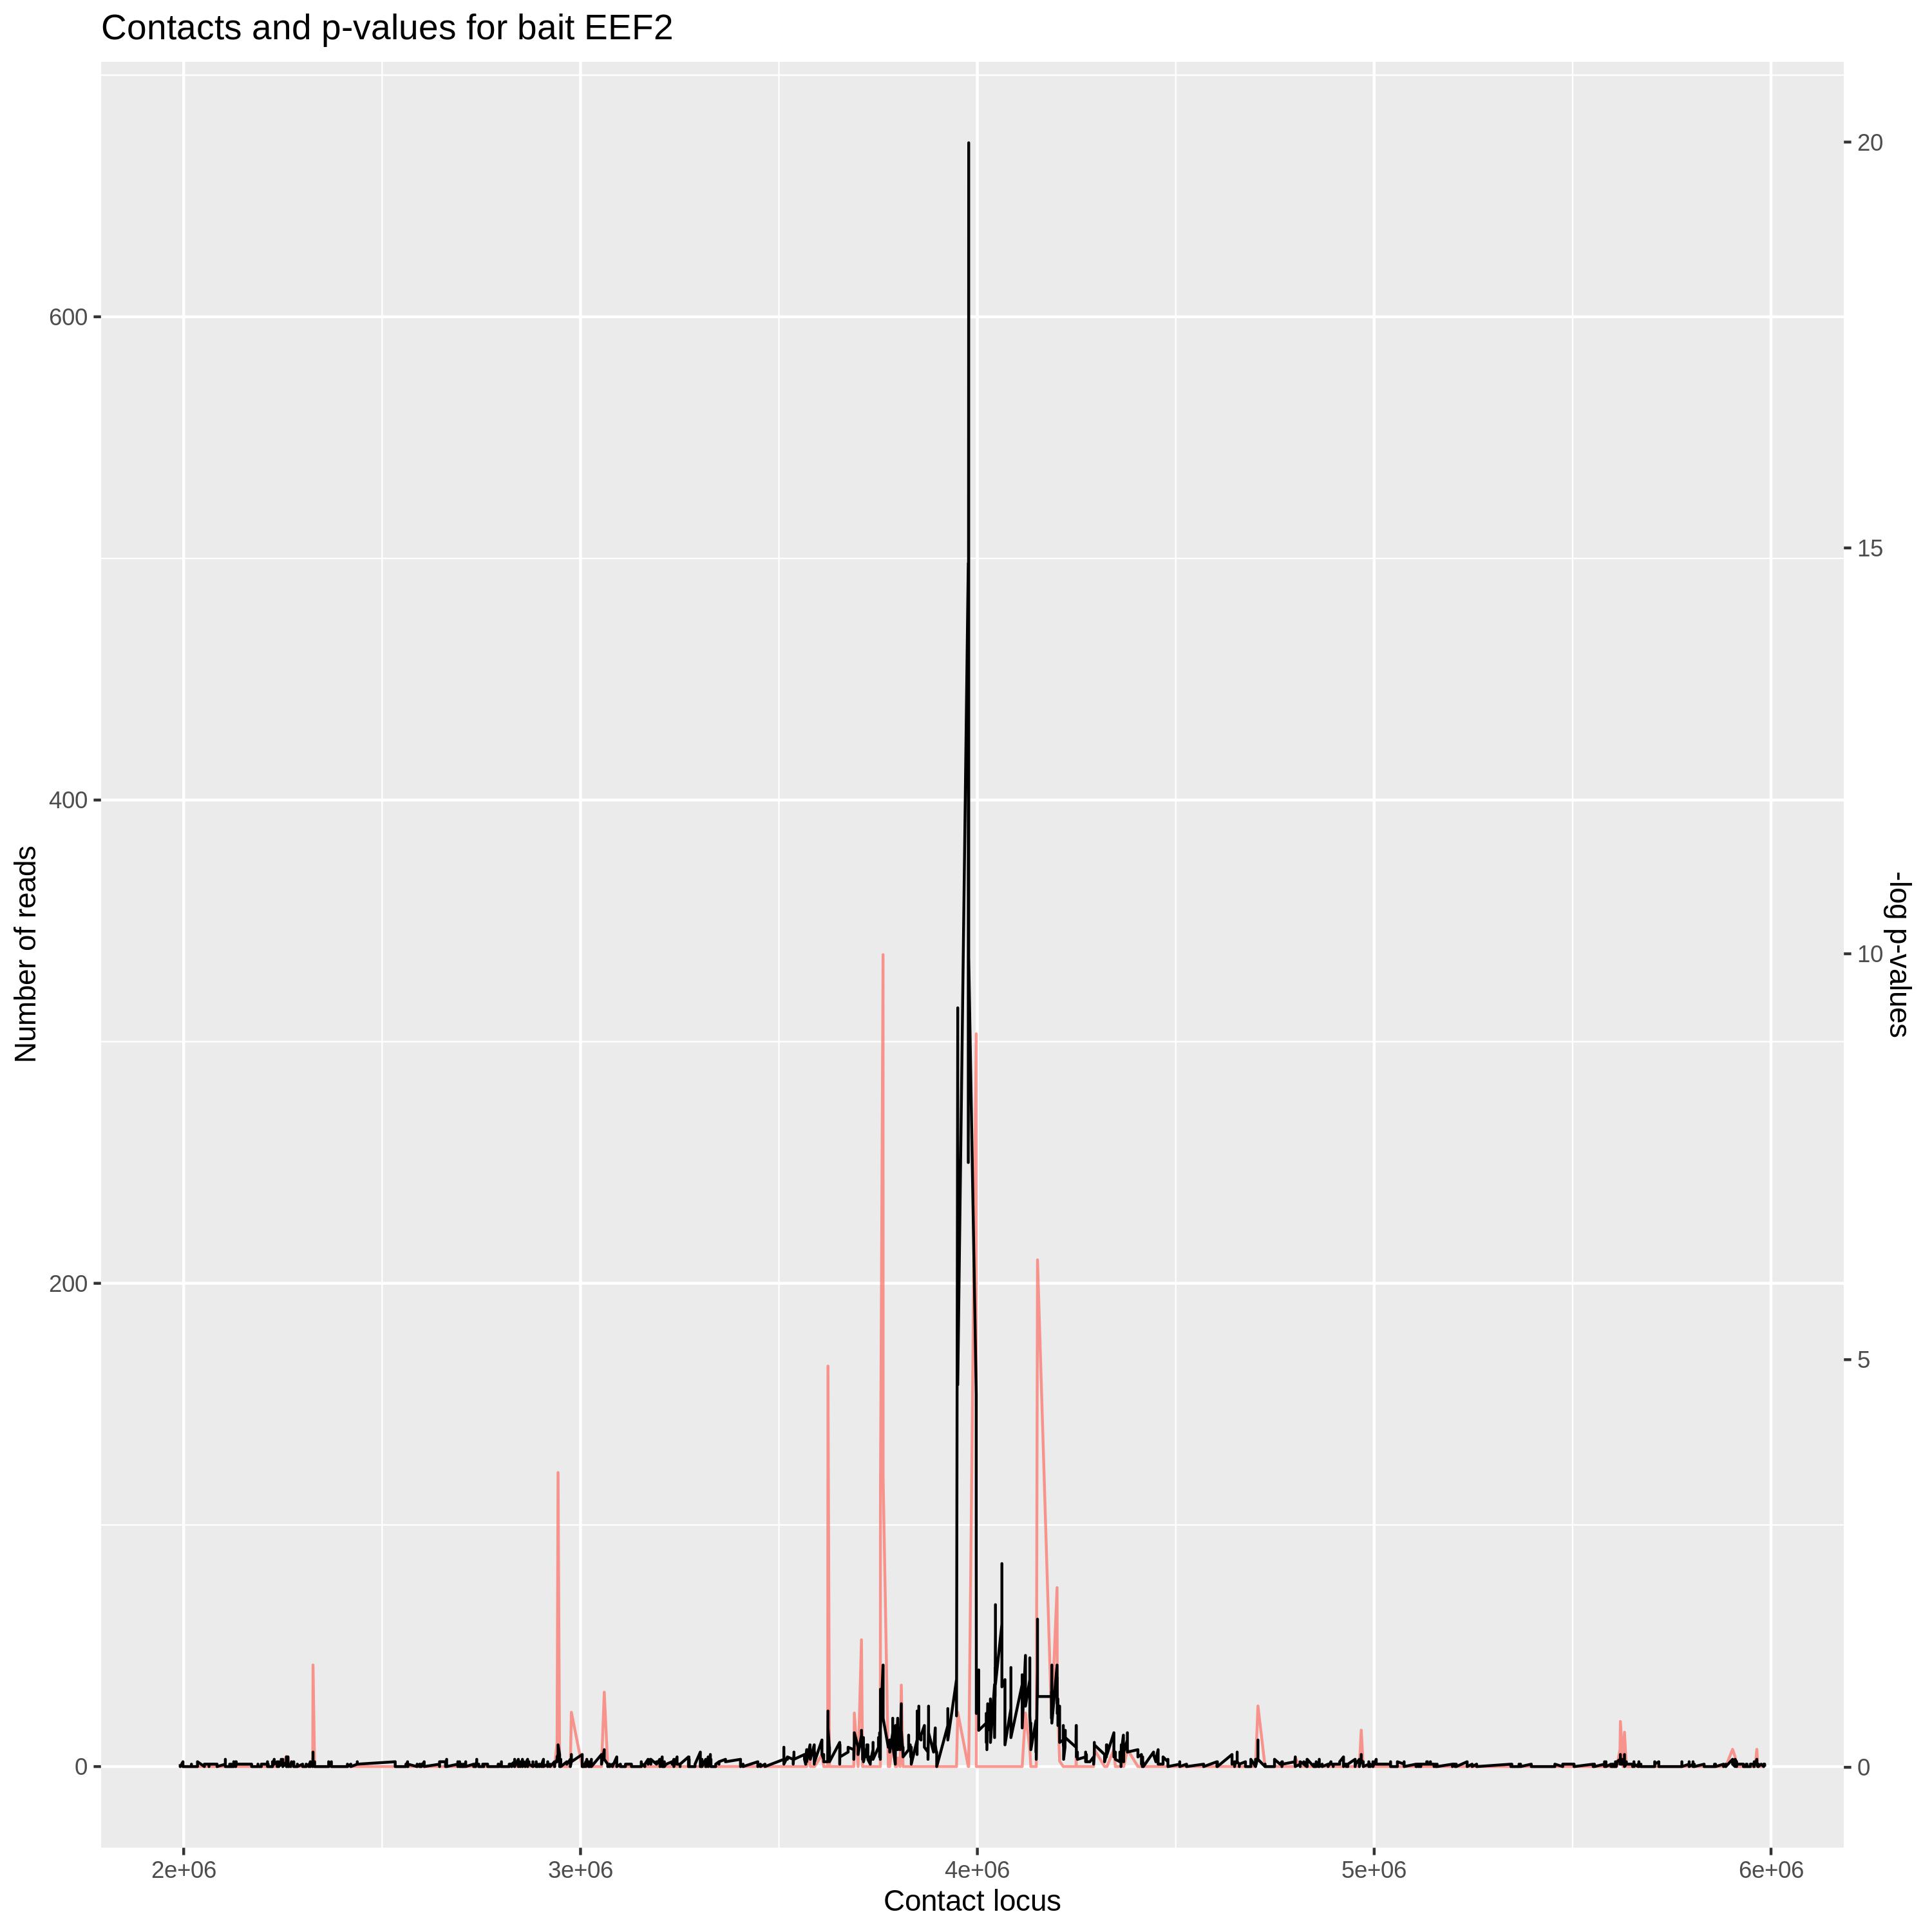 Contacts and p-values for bait EEF2
Number of reads
600
400
200
0
20
15
10
5
0
-log p-values
2e+06 3e+06 4e+06 5e+06 6e+06
Contact locus